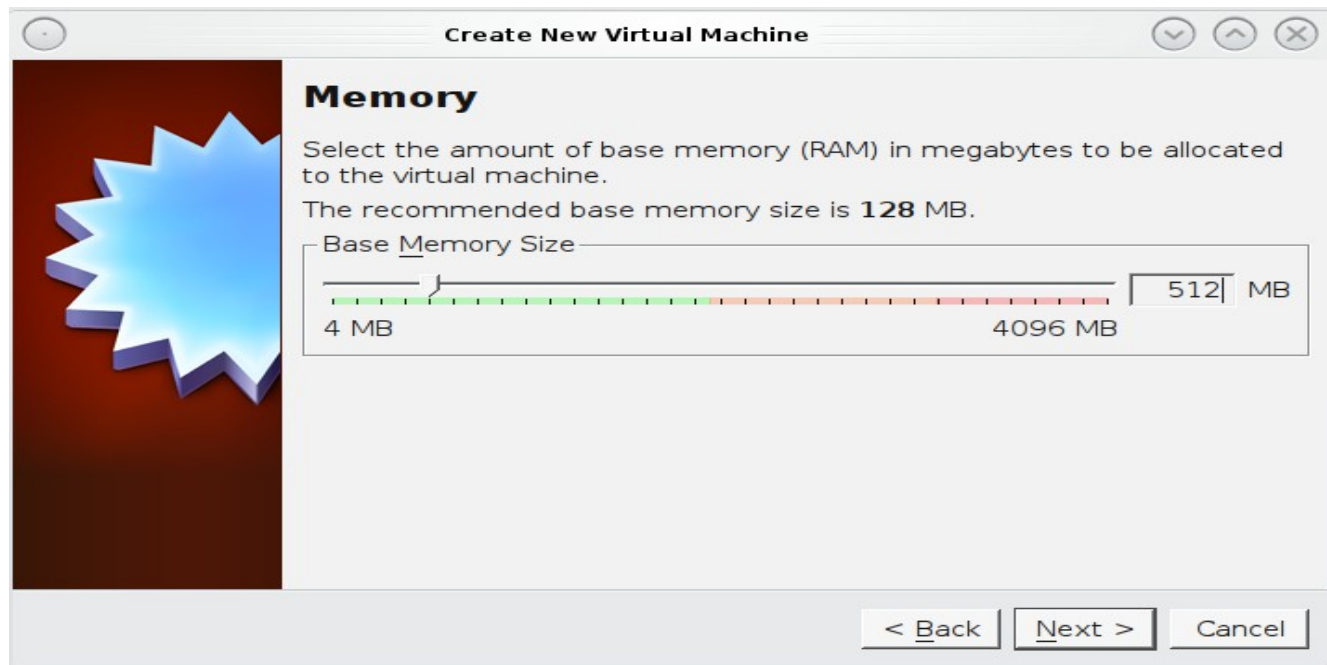 Create New Virtual Machine
Memory
Select the amount of base memory (RAM) in megabytes to be allocated
to the virtual machine.
The recommended base memory size is 128 MB.
Base Memory Size
512 MB
4 MB 4096 MB
< Back Next > Cancel